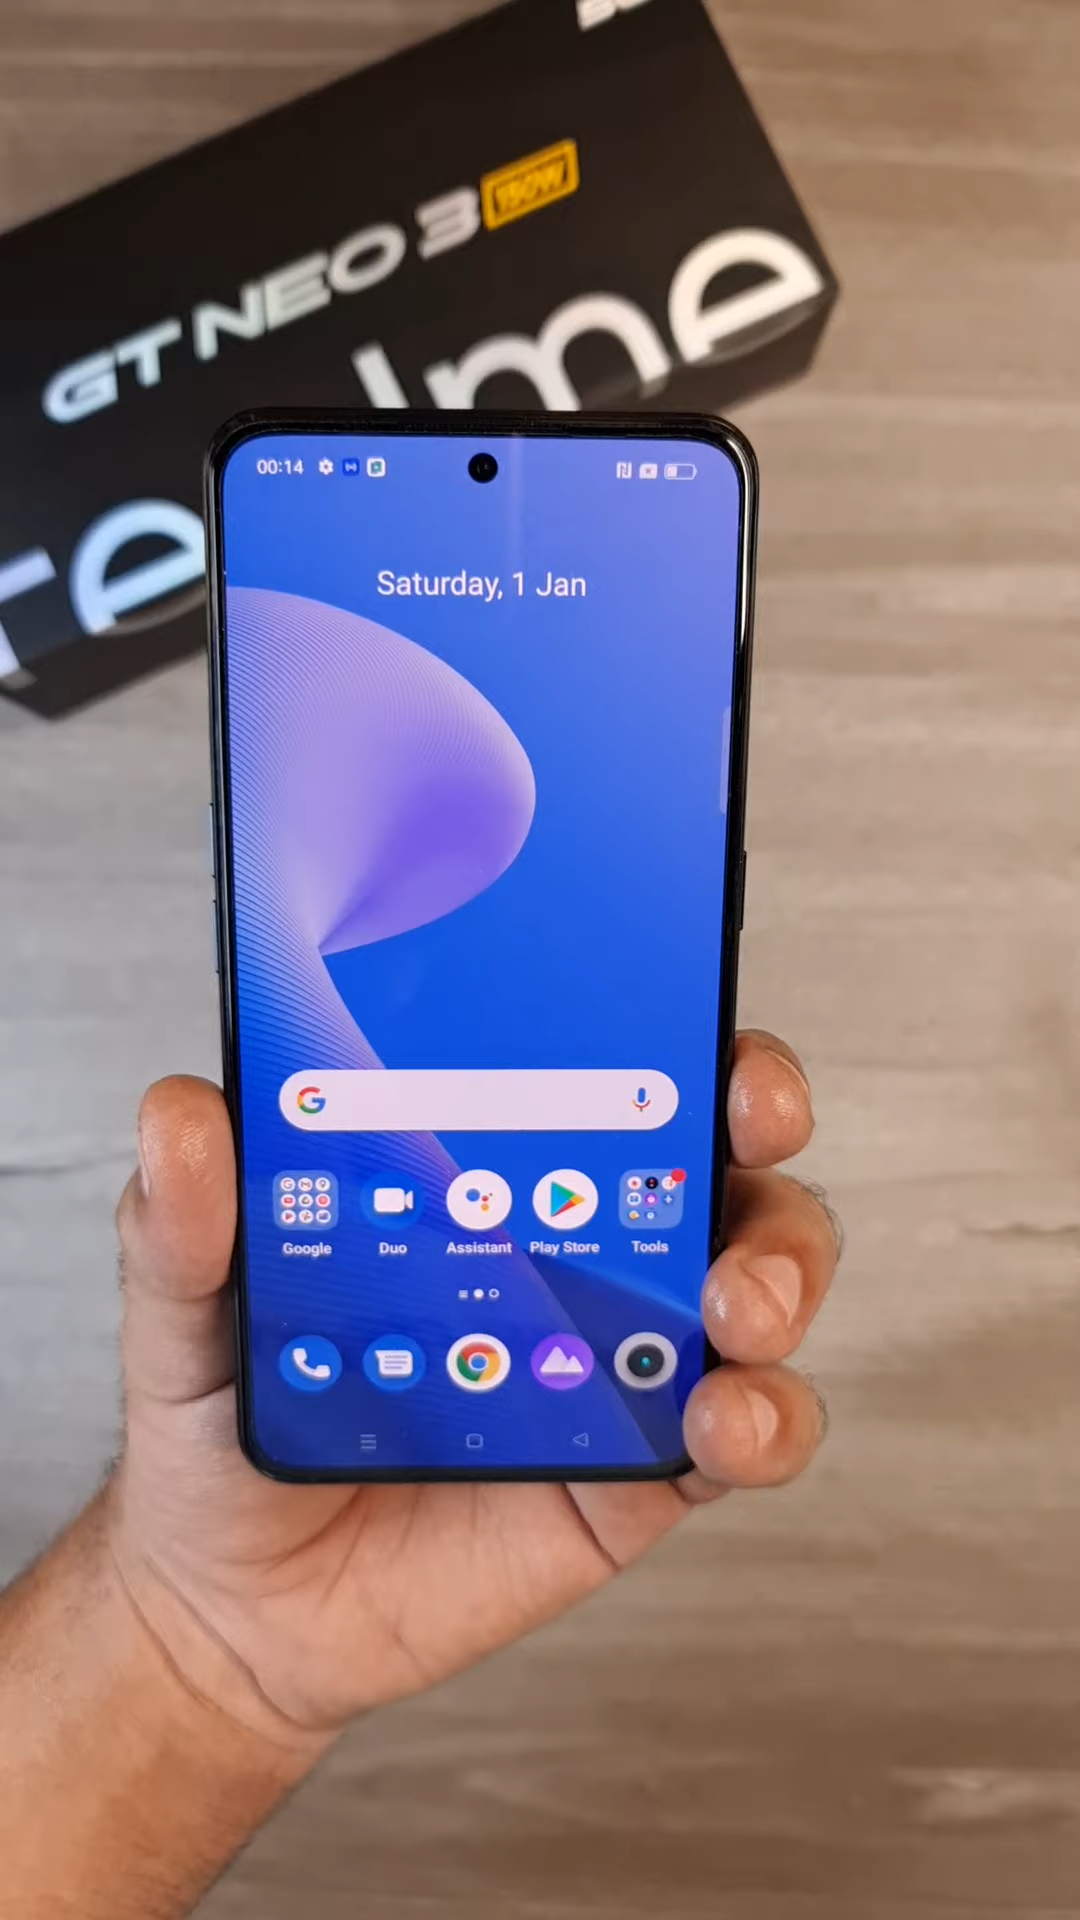 GT NEO 3 150W
realme
00:14
Saturday, 1 Jan
Google
Duo
Assistant
Play Store
Tools